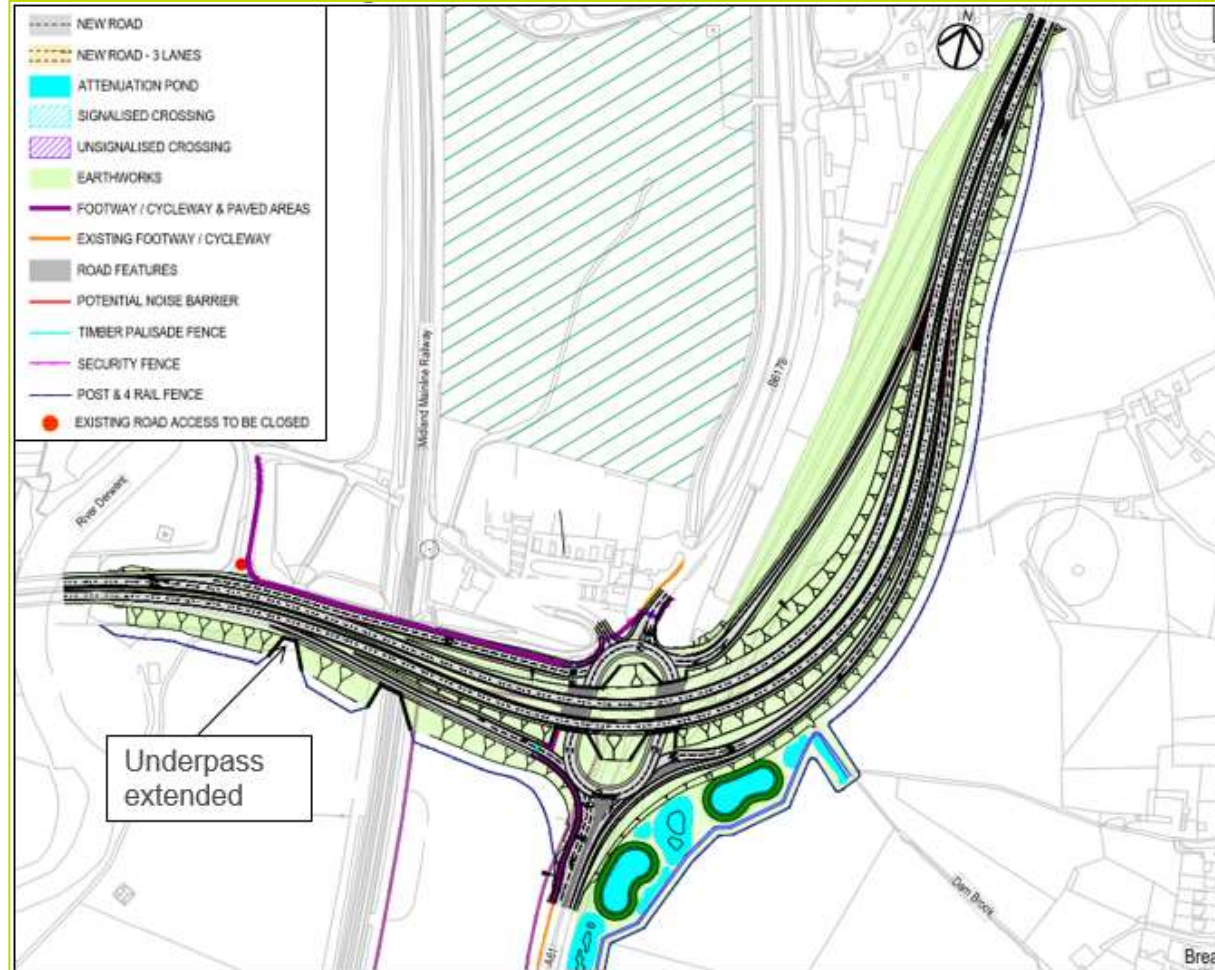 NEW ROAD
NEW ROAD - 3 LANES
ATTENUATION POND
SIGNALISED CROSSING
UNSIGNALISED CROSSING
EARTHWORKS
FOOTWAY / CYCLEWAY & PAVED AREAS
EXISTING FOOTWAY / CYCLEWAY
ROAD FEATURES
POTENTIAL NOISE BARRIER
TIMBER PALISADE FENCE
SECURITY FENCE
POST & 4 RAIL FENCE
EXISTING ROAD ACCESS TO BE CLOSED
N
Midland Mainline Railway
B6179
River Derwent
Underpass
extended
Dam Brook
A61
Brea